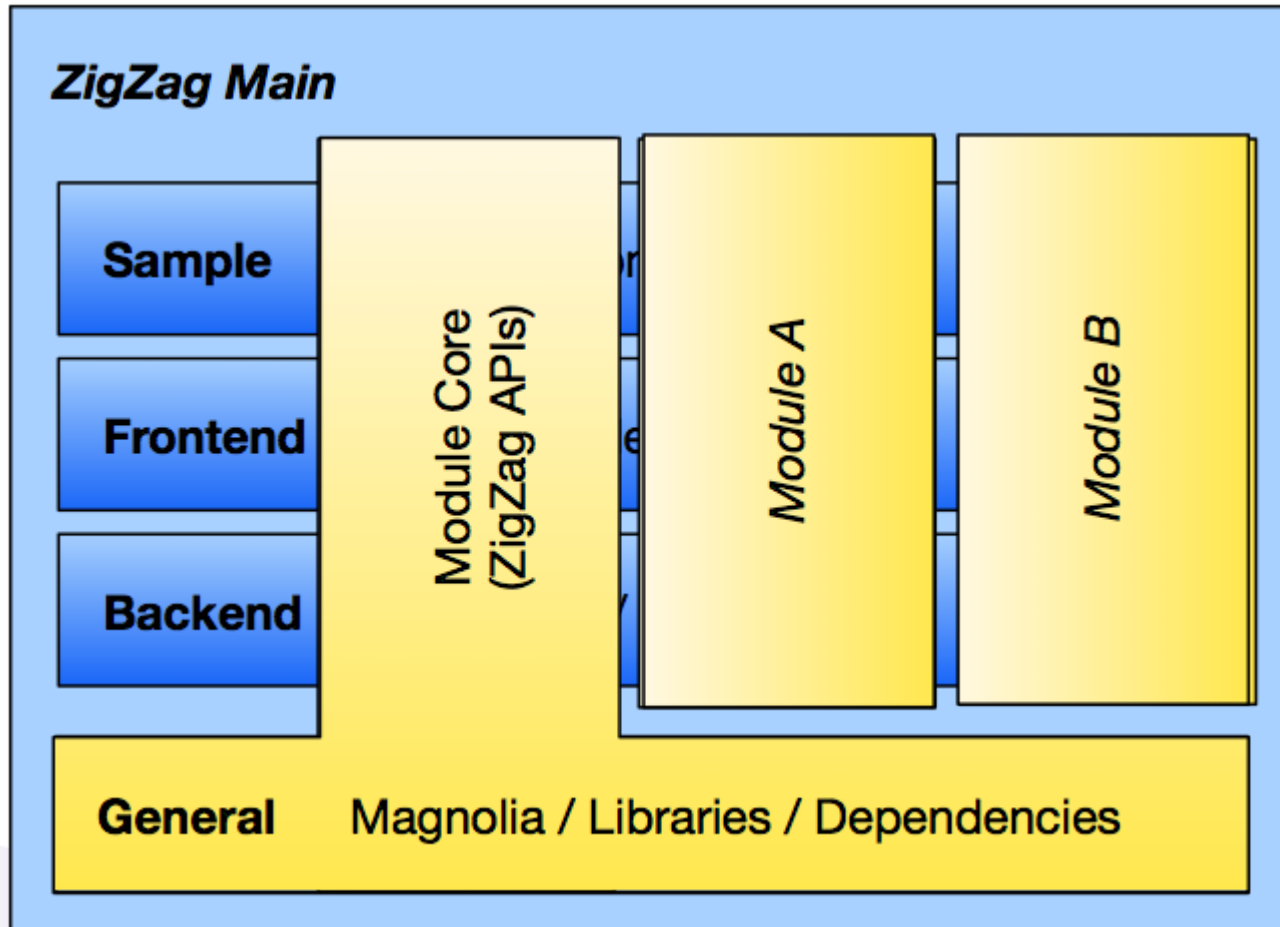 ZigZag Main
Sample
Frontend
Backend
Module Core
(ZigZag APIs)
Module A
Module B
General Magnolia / Libraries / Dependencies